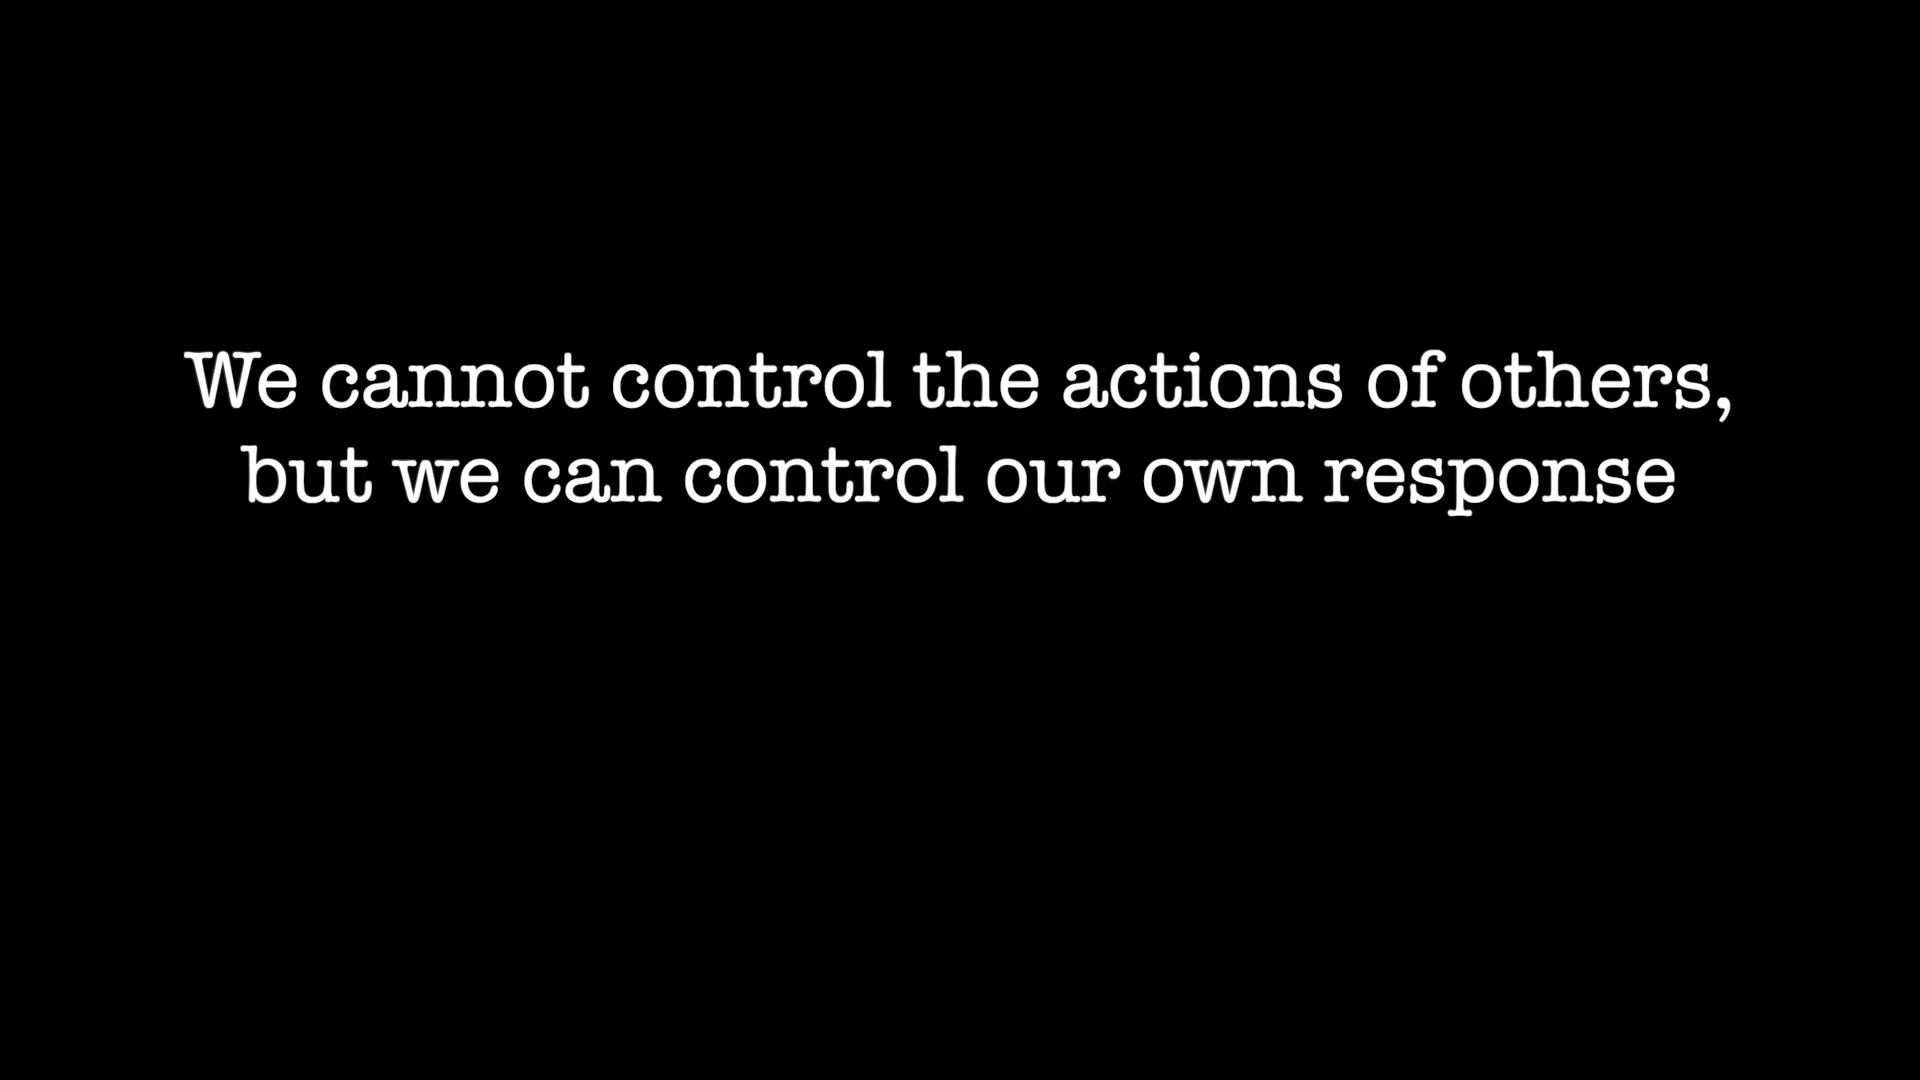 We cannot control the actions of others,
but we can control our own response